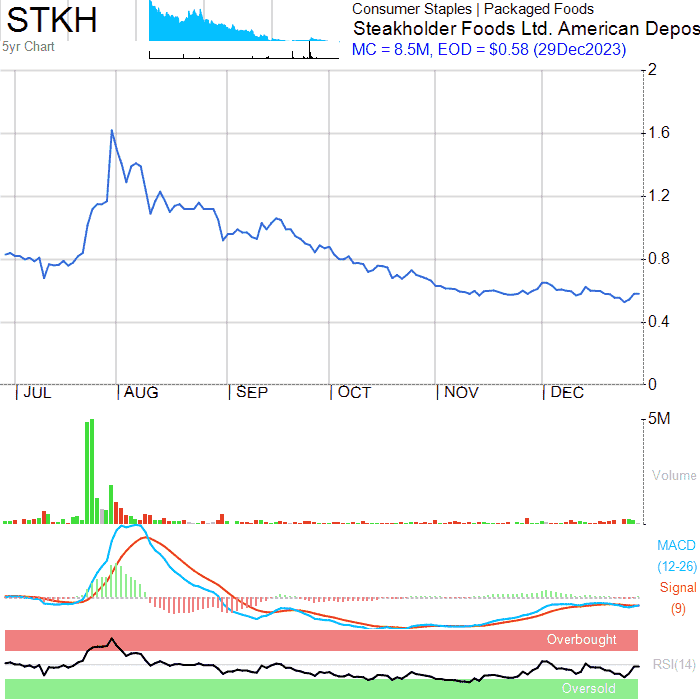 STKH
5yr Chart
Consumer Staples | Packaged Foods
Steakholder Foods Ltd. American Depos
MC = 8.5M, EOD = $0.58 (29Dec2023)
2
1.6
1.2
0.8
0.4
0
JUL AUG SEP OCT NOV DEC
5M
Volume
MACD
(12-26)
Signal
(9)
Overbought
RSI(14)
Oversold